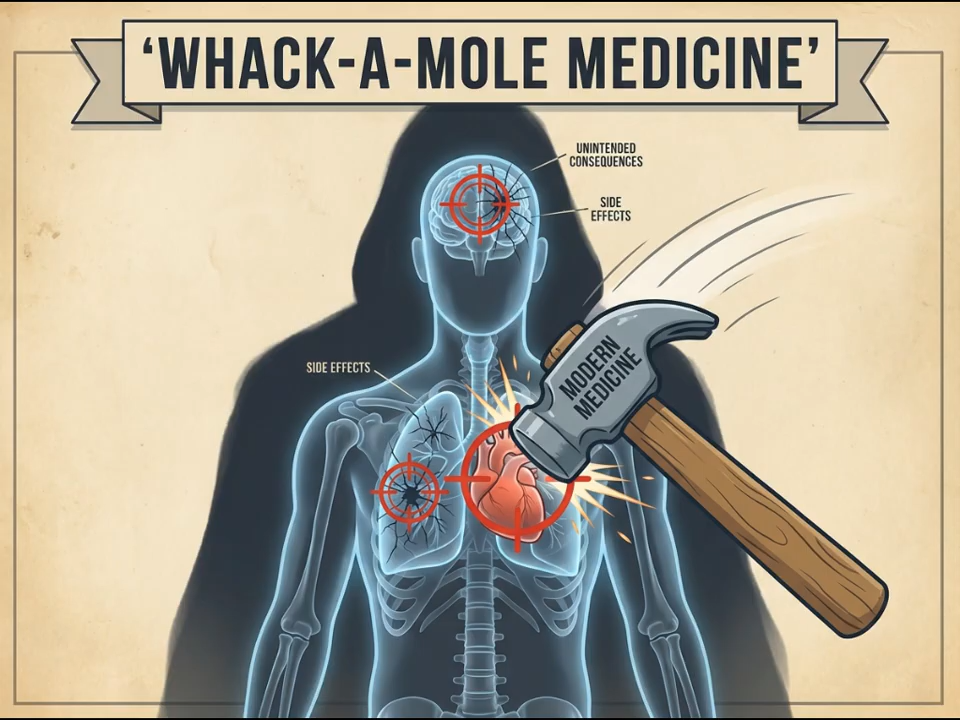 ‘WHACK-A-MOLE MEDICINE’
UNINTENDED
CONSEQUENCES
SIDE
EFFECTS
SIDE EFFECTS
MODERN
MEDICINE